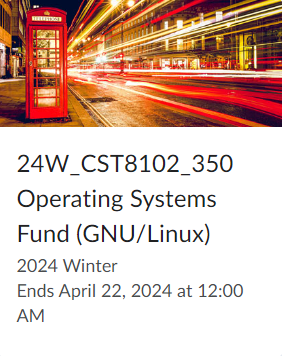 24W_CST8102_350
Operating Systems
Fund (GNU/Linux)
2024 Winter
Ends April 22, 2024 at 12:00
AM